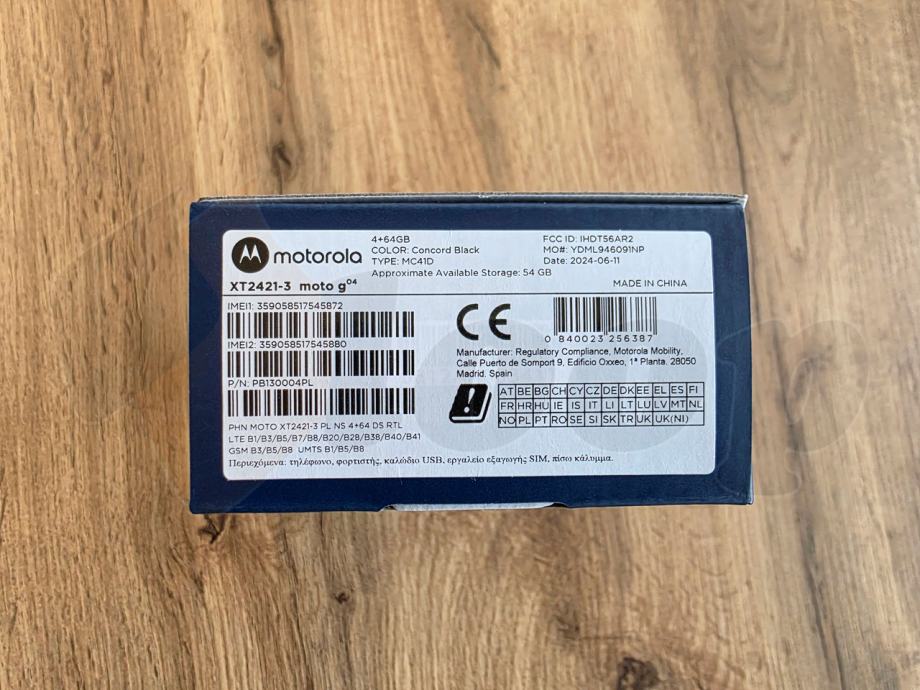 motorola
4+64GB
COLOR: Concord Black
TYPE: MC41D
Approximate Available Storage: 54 GB
FCC ID: IHDT56AR2
MO#: YDML946091NP
Date: 2024-06-11
XT2421-3 moto g04
MADE IN CHINA
IMEI1: 359058517545872
IMEI2: 359058517545880
P/N: PB130004PL
CE
0 840023 256387
Manufacturer: Regulatory Compliance, Motorola Mobility,
Calle Puerto de Somport 9, Edificio Oxxeo, 1ª Planta. 28050
Madrid. Spain
AT BE BG CH CY CZ DE DK EE EL ES FI
FR HR HU IE IS IT LI LT LU LV MT NL
NO PL PT RO SE SI SK TR UK UK(NI)
PHN MOTO XT2421-3 PL NS 4+64 DS RTL
LTE B1/B3/B5/B7/B8/B20/B28/B38/B40/B41
GSM B3/B5/B8 UMTS B1/B5/B8
Περιεχόμενα: τηλέφωνο, φορτιστής, καλώδιο USB, εργαλείο εξαγωγής SIM, πίσω κάλυμμα.